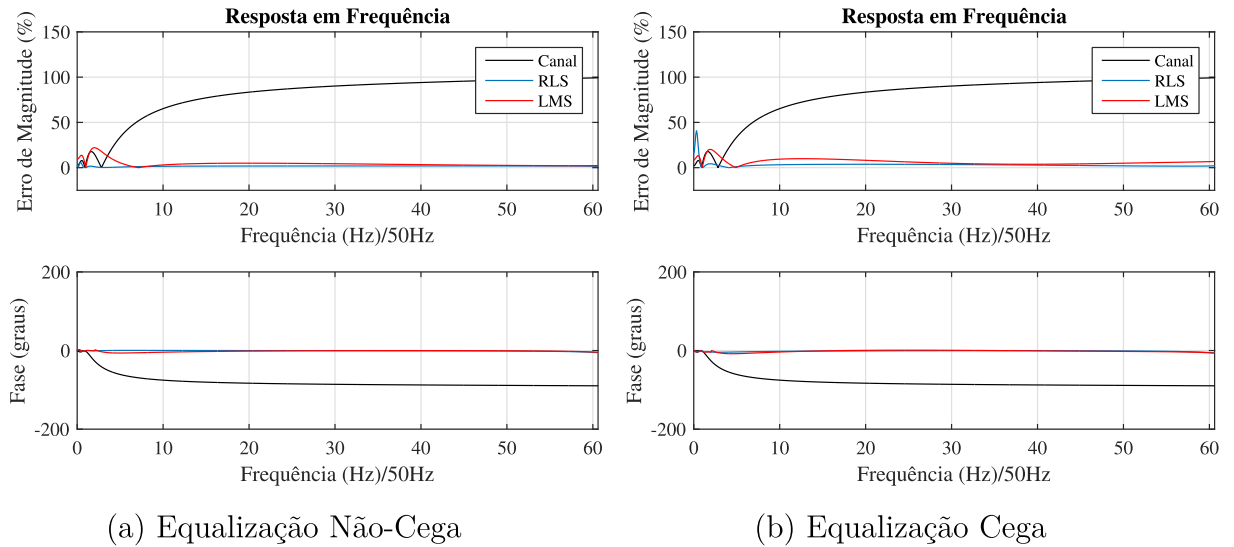 Resposta em Frequência
Erro de Magnitude (%)
150
100
50
0
Canal
RLS
LMS
10 20 30 40 50 60
Frequência (Hz)/50Hz
Fase (graus)
200
0
-200
0 10 20 30 40 50 60
Frequência (Hz)/50Hz
(a) Equalização Não-Cega
Resposta em Frequência
Erro de Magnitude (%)
150
100
50
0
Canal
RLS
LMS
10 20 30 40 50 60
Frequência (Hz)/50Hz
Fase (graus)
200
0
-200
0 10 20 30 40 50 60
Frequência (Hz)/50Hz
(b) Equalização Cega